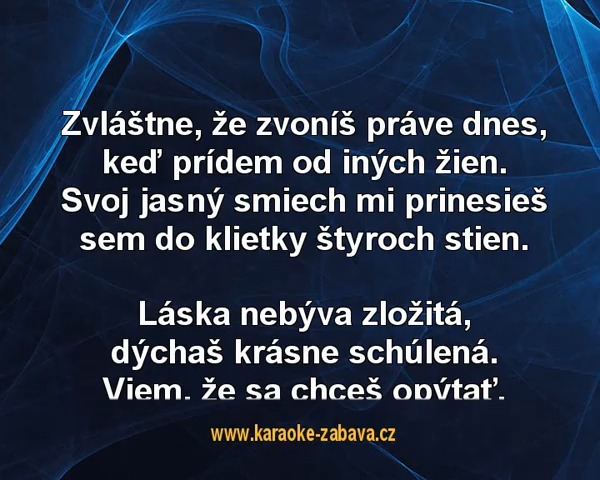 Zvláštne, že zvoníš práve dnes,
keď prídem od iných žien.
Svoj jasný smiech mi prinesieš
sem do klietky štyroch stien.
Láska nebýva zložitá,
dýchaš krásne schúlená.
Viem, že sa chceš opýtať,
www.karaoke-zabava.cz